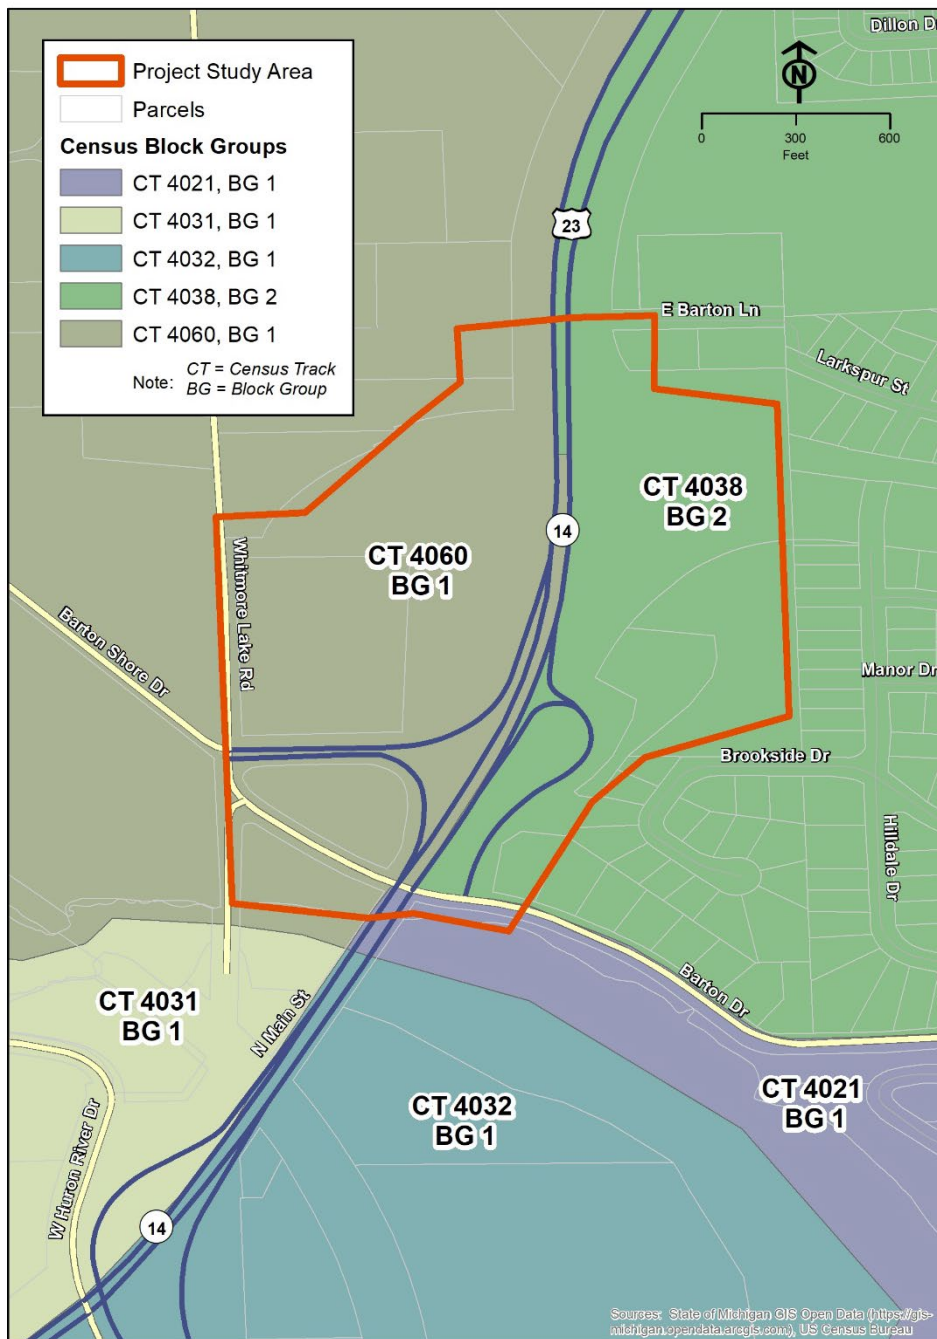 Dillon Dr
Project Study Area
Parcels
Census Block Groups
CT 4021, BG 1
CT 4031, BG 1
CT 4032, BG 1
CT 4038, BG 2
CT 4060, BG 1
Note: CT = Census Track
BG = Block Group
N
0 300 600
Feet
23
E Barton Ln
Larkspur St
CT 4038
BG 2
14
CT 4060
BG 1
Whitmore Lake Rd
Barton Shore Dr
Manor Dr
Brookside Dr
Hilldale Dr
CT 4031
BG 1
N Main St
Barton Dr
CT 4032
BG 1
CT 4021
BG 1
W Huron River Dr
14
Sources: State of Michigan GIS Open Data (https://gis-
michigan.opendata.arcgis.com), US Census Bureau